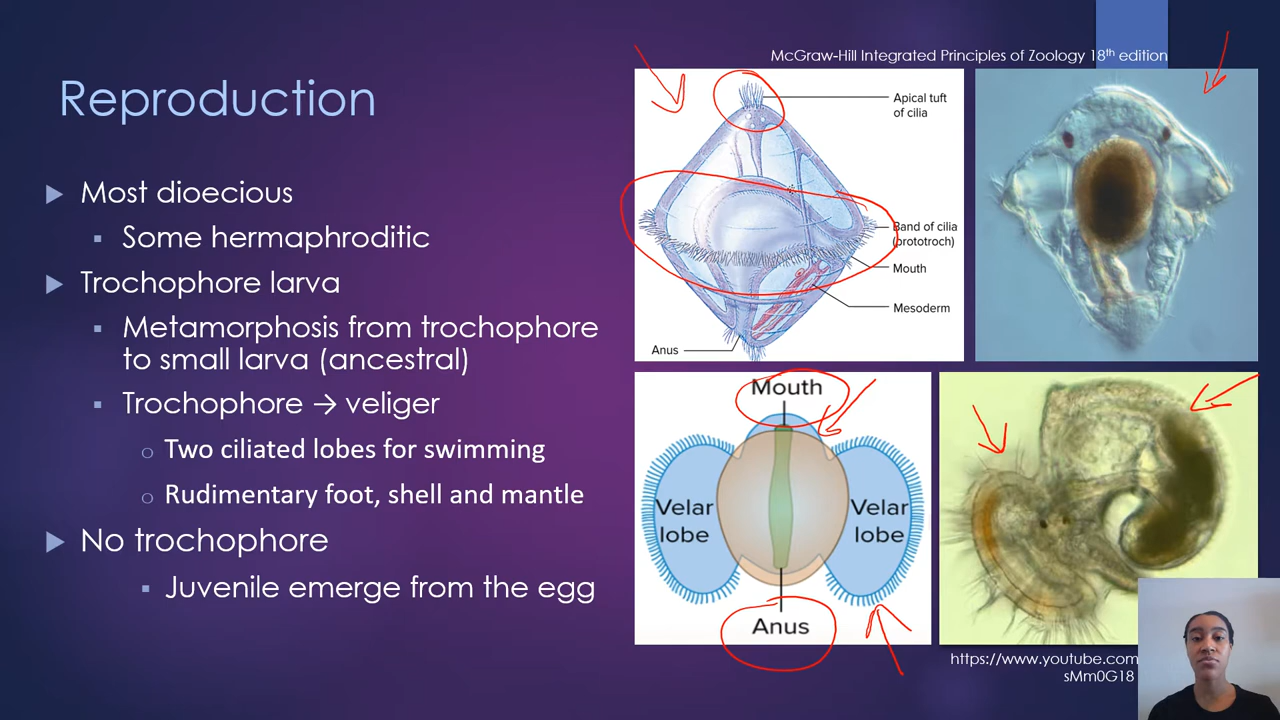 McGraw-Hill Integrated Principles of Zoology 18th edition
Reproduction
Most dioecious
Some hermaphroditic
Trochophore larva
Metamorphosis from trochophore
to small larva (ancestral)
Trochophore → veliger
Two ciliated lobes for swimming
Rudimentary foot, shell and mantle
No trochophore
Juvenile emerge from the egg
Apical tuft
of cilia
Band of cilia
(prototroch)
Mouth
Mesoderm
Anus
Mouth
Velar
lobe
Velar
lobe
Anus
https://www.youtube.com
sMm0G18